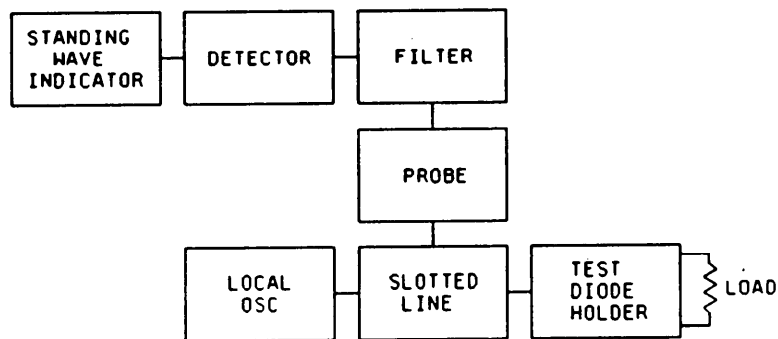 STANDING
WAVE
INDICATOR
DETECTOR
FILTER
PROBE
LOCAL
OSC
SLOTTED
LINE
TEST
DIODE
HOLDER
LOAD